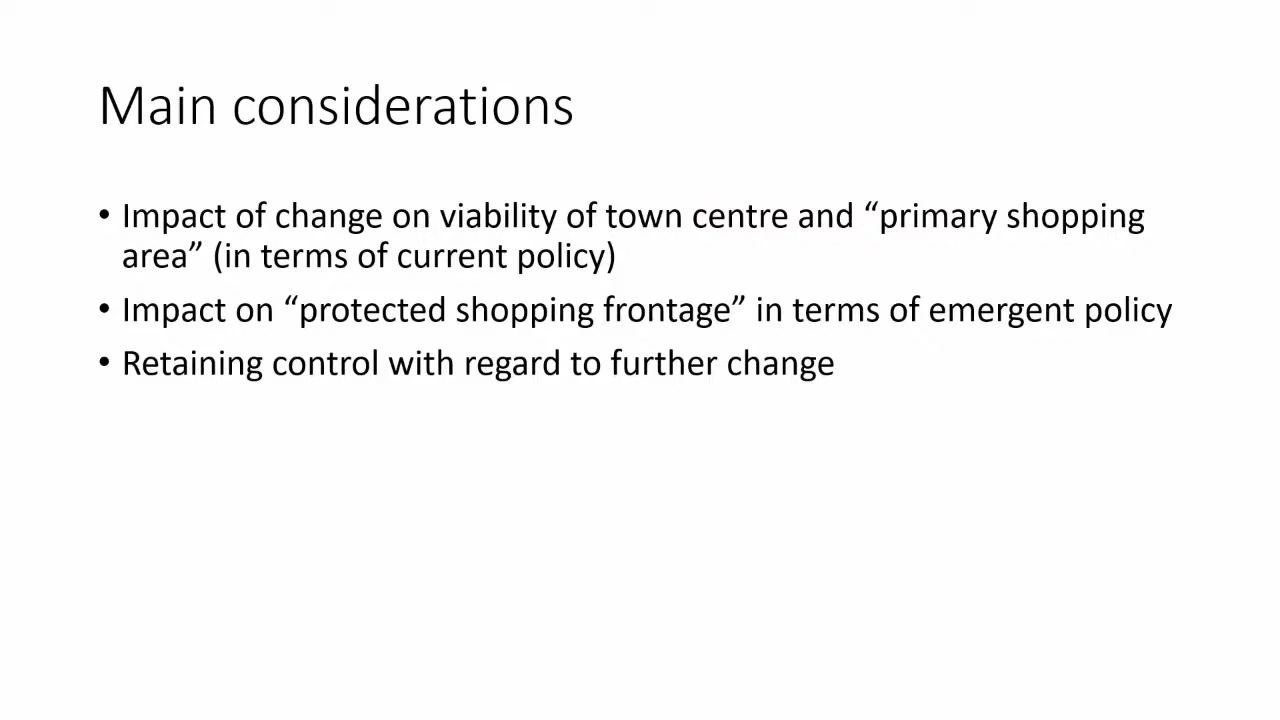 Main considerations
• Impact of change on viability of town centre and “primary shopping
area” (in terms of current policy)
• Impact on “protected shopping frontage” in terms of emergent policy
• Retaining control with regard to further change